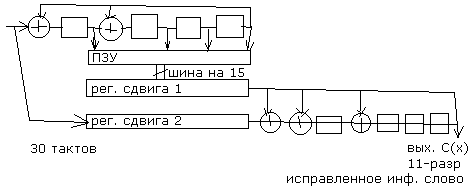 ПЗУ
шина на 15
рег. сдвига 1
рег. сдвига 2
30 тактов
вых. C(x)
11-разр
исправленное инф. слово